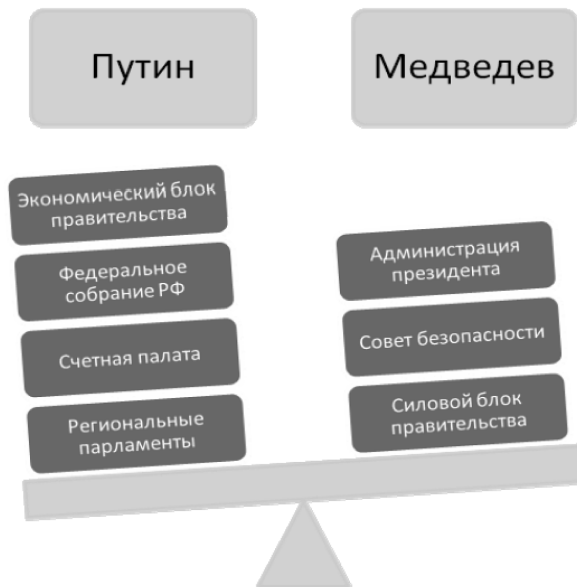 Путин
Медведев
Экономический блок
правительства
Федеральное
собрание РФ
Счетная палата
Региональные
парламенты
Администрация
президента
Совет безопасности
Силовой блок
правительства